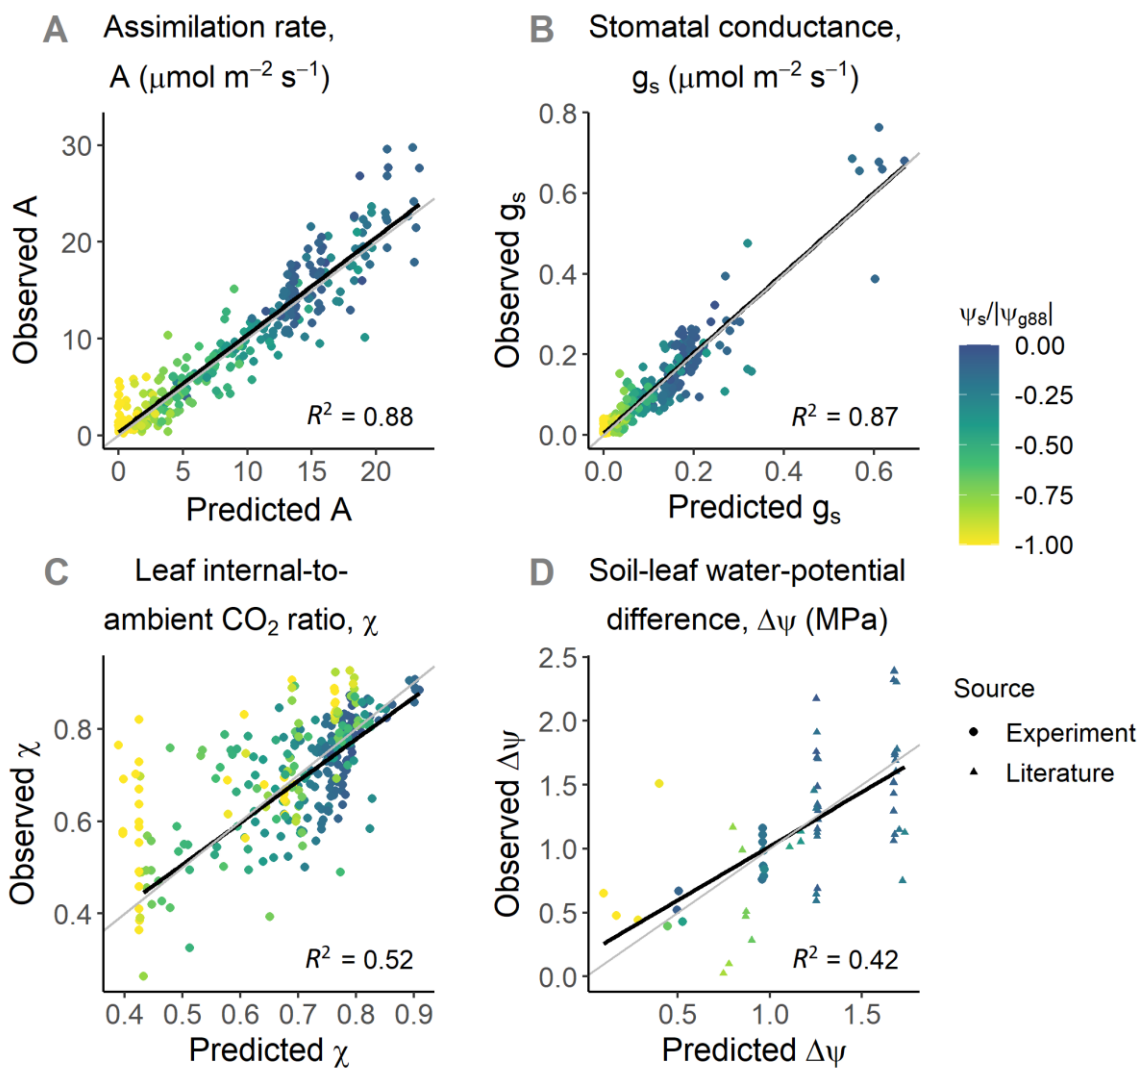 A Assimilation rate,
A (μmol m⁻² s⁻¹)
30
20
10
0
Observed A
R² = 0.88
0 5 10 15 20
Predicted A
B Stomatal conductance,
gₛ (μmol m⁻² s⁻¹)
0.8
0.6
0.4
0.2
0.0
Observed gₛ
R² = 0.87
0.0 0.2 0.4 0.6
Predicted gₛ
ψₛ/|ψg88|
0.00
-0.25
-0.50
-0.75
-1.00
C Leaf internal-to-
ambient CO₂ ratio, χ
0.8
0.6
0.4
Observed χ
R² = 0.52
0.4 0.5 0.6 0.7 0.8 0.9
Predicted χ
D Soil-leaf water-potential
difference, Δψ (MPa)
2.5
2.0
1.5
1.0
0.5
0.0
Observed Δψ
R² = 0.42
0.5 1.0 1.5
Predicted Δψ
Source
Experiment
Literature